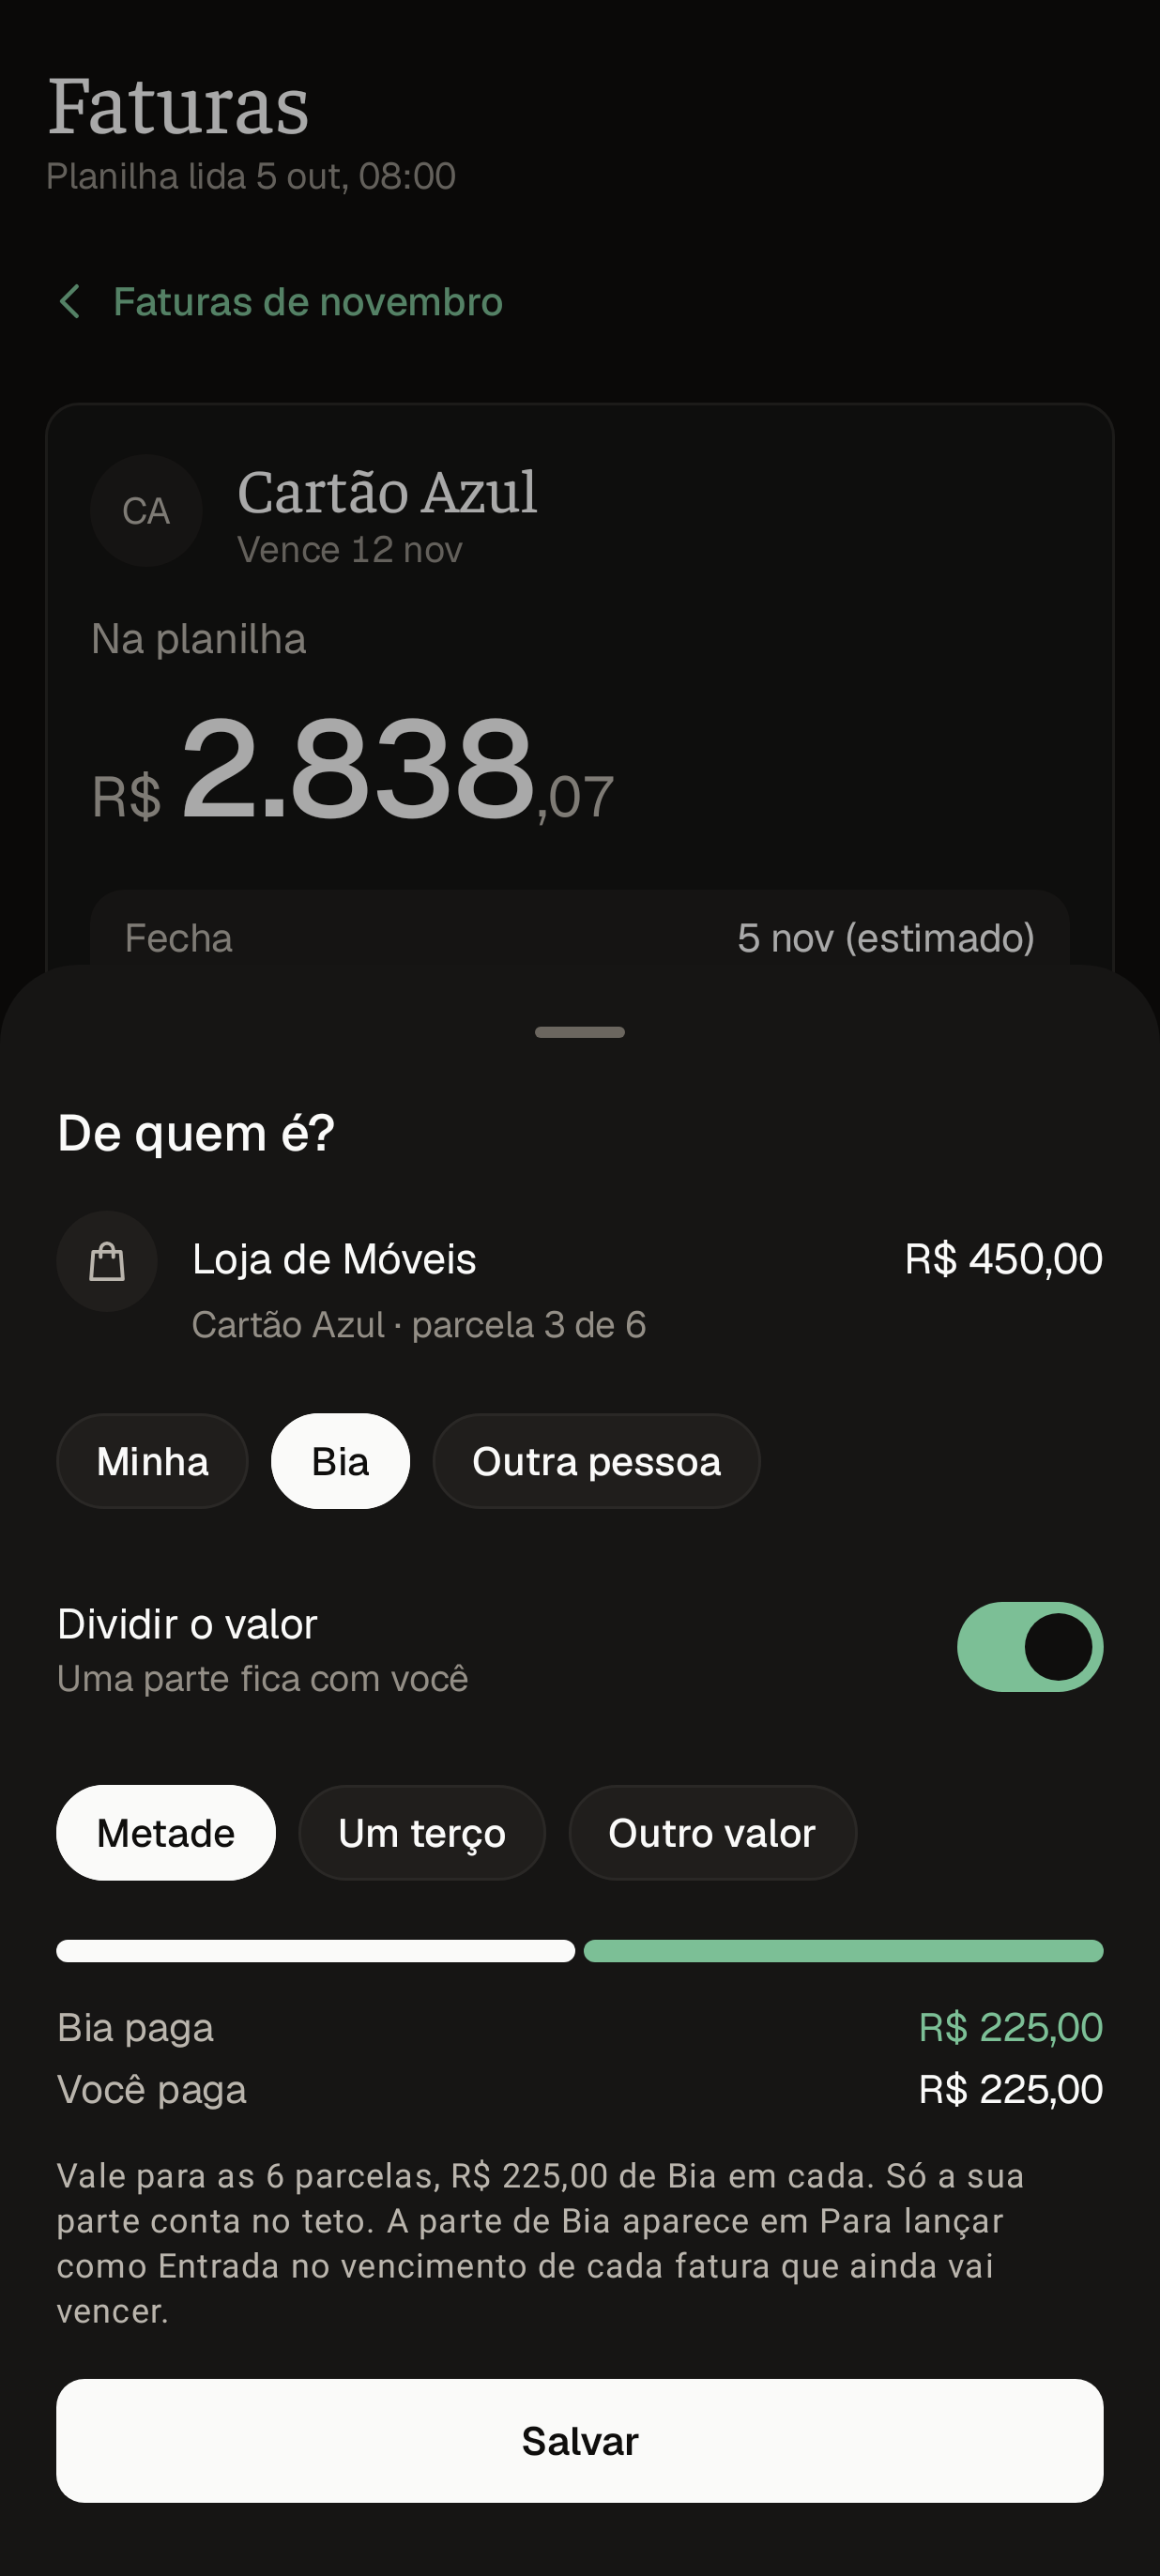 Faturas
Planilha lida 5 out, 08:00
Faturas de novembro
CA
Cartão Azul
Vence 12 nov
Na planilha
R$ 2.838,07
Fecha 5 nov (estimado)
De quem é?
Loja de Móveis R$ 450,00
Cartão Azul · parcela 3 de 6
Minha Bia Outra pessoa
Dividir o valor
Uma parte fica com você
Metade Um terço Outro valor
Bia paga R$ 225,00
Você paga R$ 225,00
Vale para as 6 parcelas, R$ 225,00 de Bia em cada. Só a sua
parte conta no teto. A parte de Bia aparece em Para lançar
como Entrada no vencimento de cada fatura que ainda vai
vencer.
Salvar